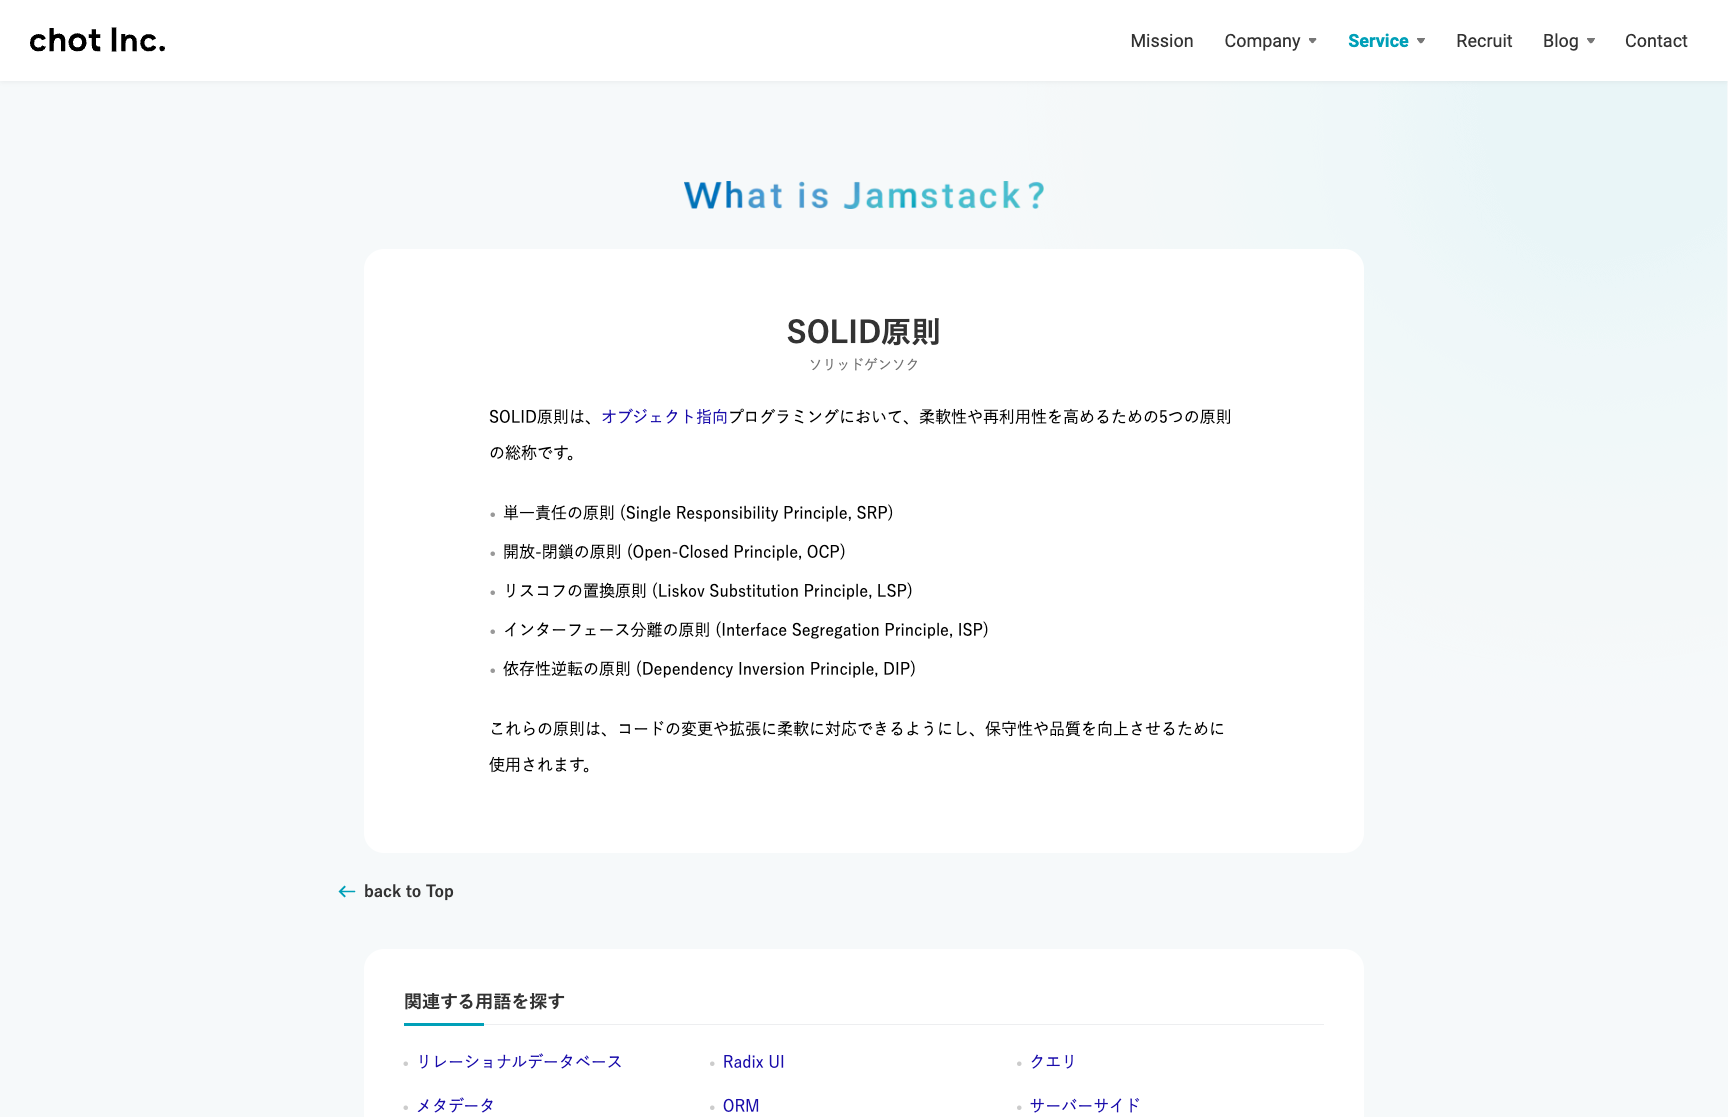 chot Inc.
Mission Company Service Recruit Blog Contact
What is Jamstack?
SOLID原則
ソリッドゲンソク
SOLID原則は、オブジェクト指向プログラミングにおいて、柔軟性や再利用性を高めるための5つの原則
の総称です。
単一責任の原則 (Single Responsibility Principle, SRP)
開放-閉鎖の原則 (Open-Closed Principle, OCP)
リスコフの置換原則 (Liskov Substitution Principle, LSP)
インターフェース分離の原則 (Interface Segregation Principle, ISP)
依存性逆転の原則 (Dependency Inversion Principle, DIP)
これらの原則は、コードの変更や拡張に柔軟に対応できるようにし、保守性や品質を向上させるために
使用されます。
← back to Top
関連する用語を探す
リレーショナルデータベース Radix UI クエリ
メタデータ ORM サーバーサイド